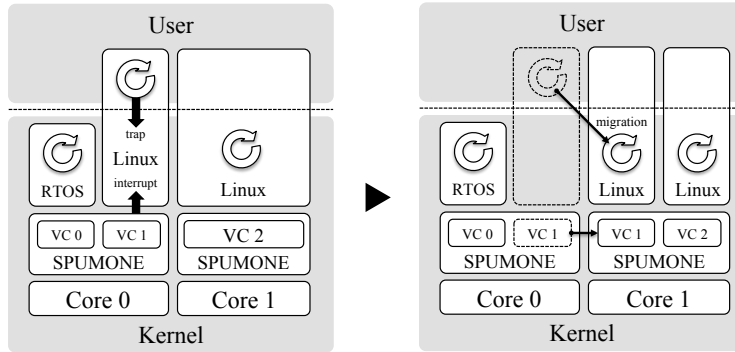 User
trap
Linux
RTOS
interrupt
Linux
VC 0
VC 1
VC 2
SPUMONE
SPUMONE
Core 0
Core 1
Kernel
User
migration
RTOS
Linux
Linux
VC 0
VC 1
VC 1
VC 2
SPUMONE
SPUMONE
Core 0
Core 1
Kernel